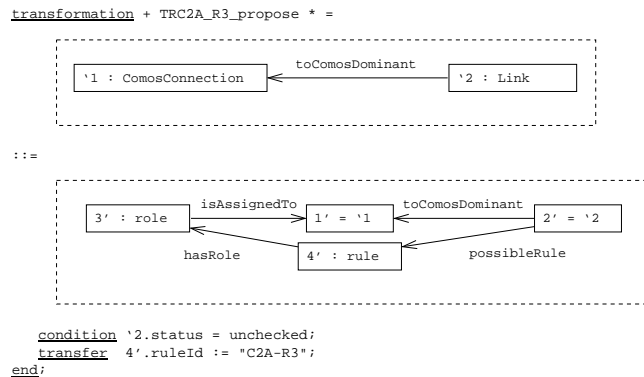 transformation + TRC2A_R3_propose * =
toComosDominant
‘1 : ComosConnection
‘2 : Link
::=
isAssignedTo
toComosDominant
3’ : role
1’ = ‘1
2’ = ‘2
hasRole
4’ : rule
possibleRule
condition ‘2.status = unchecked;
transfer 4’.ruleId := "C2A-R3";
end;